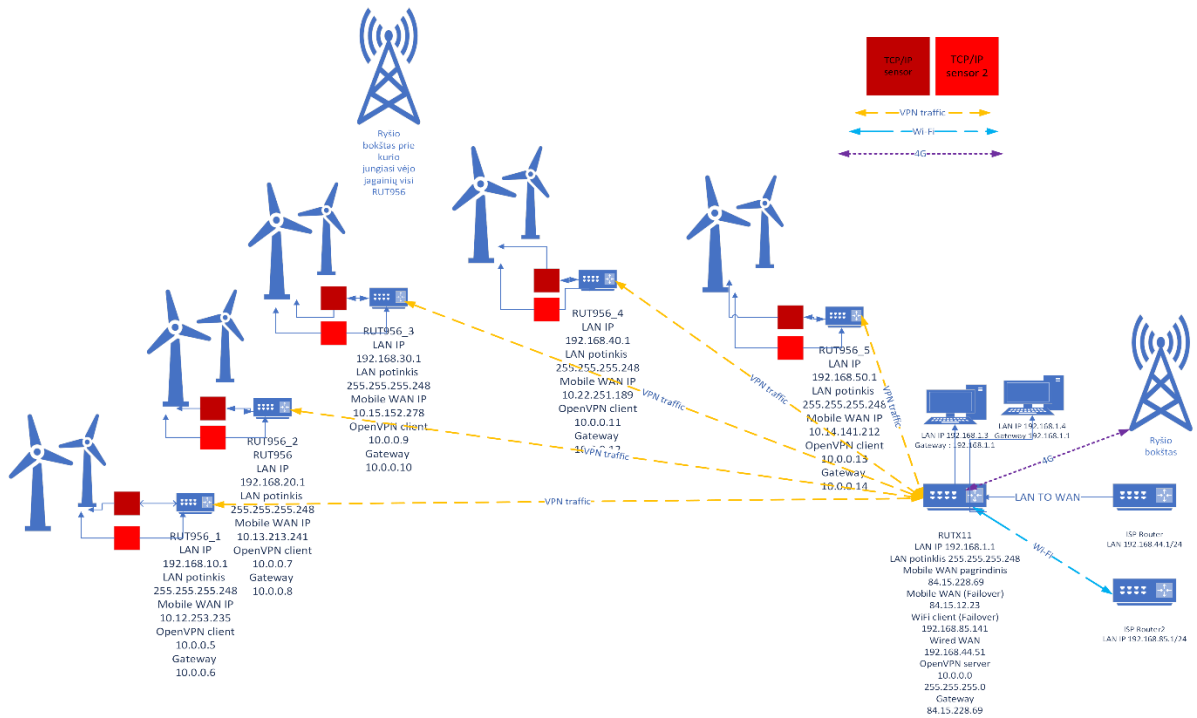 TCP/IP
sensor
TCP/IP
sensor 2
VPN traffic
Wi-Fi
4G
Ryšio
bokštas prie
kurio
jungiasi vėjo
jagainių visi
RUT956
RUT956_3
LAN IP
192.168.30.1
LAN potinkis
255.255.255.248
Mobile WAN IP
10.15.152.278
OpenVPN client
10.0.0.9
Gateway
10.0.0.10
RUT956_4
LAN IP
192.168.40.1
LAN potinkis
255.255.255.248
Mobile WAN IP
10.22.251.189
OpenVPN client
10.0.0.11
Gateway
RUT956_5
LAN IP
192.168.50.1
LAN potinkis
255.255.255.248
Mobile WAN IP
10.14.141.212
OpenVPN client
10.0.0.13
Gateway
10.0.0.14
VPN traffic
VPN traffic
VPN traffic
VPN traffic
VPN traffic
RUT956_2
RUT956
LAN IP
192.168.20.1
LAN potinkis
255.255.255.248
Mobile WAN IP
10.13.213.241
OpenVPN client
10.0.0.7
Gateway
10.0.0.8
RUT956_1
LAN IP
192.168.10.1
LAN potinkis
255.255.255.248
Mobile WAN IP
10.12.253.235
OpenVPN client
10.0.0.5
Gateway
10.0.0.6
LAN IP 192.168.1.3
Gateway : 192.168.1.1
LAN IP 192.168.1.4
Gateway 192.168.1.1
4G
Ryšio
bokštas
LAN TO WAN
ISP Router
LAN 192.168.44.1/24
Wi-Fi
ISP Router2
LAN IP 192.168.85.1/24
RUTX11
LAN IP 192.168.1.1
LAN potinklis 255.255.255.248
Mobile WAN pagrindinis
84.15.228.69
Mobile WAN (Failover)
84.15.12.23
WiFi client (Failover)
192.168.85.141
Wired WAN
192.168.44.51
OpenVPN server
10.0.0.0
255.255.255.0
Gateway
84.15.228.69